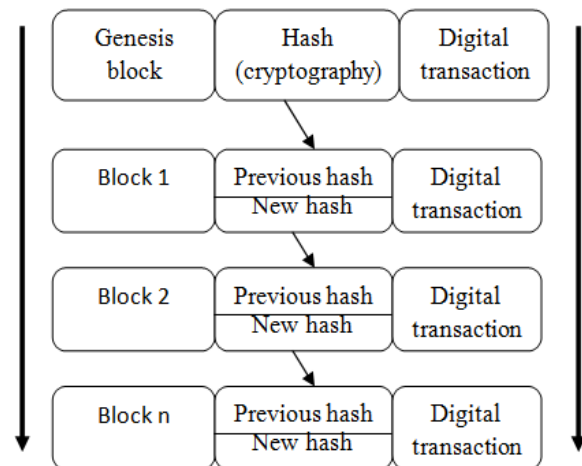 Genesis block
Hash (cryptography)
Digital transaction
Block 1
Previous hash
New hash
Digital transaction
Block 2
Previous hash
New hash
Digital transaction
Block n
Previous hash
New hash
Digital transaction